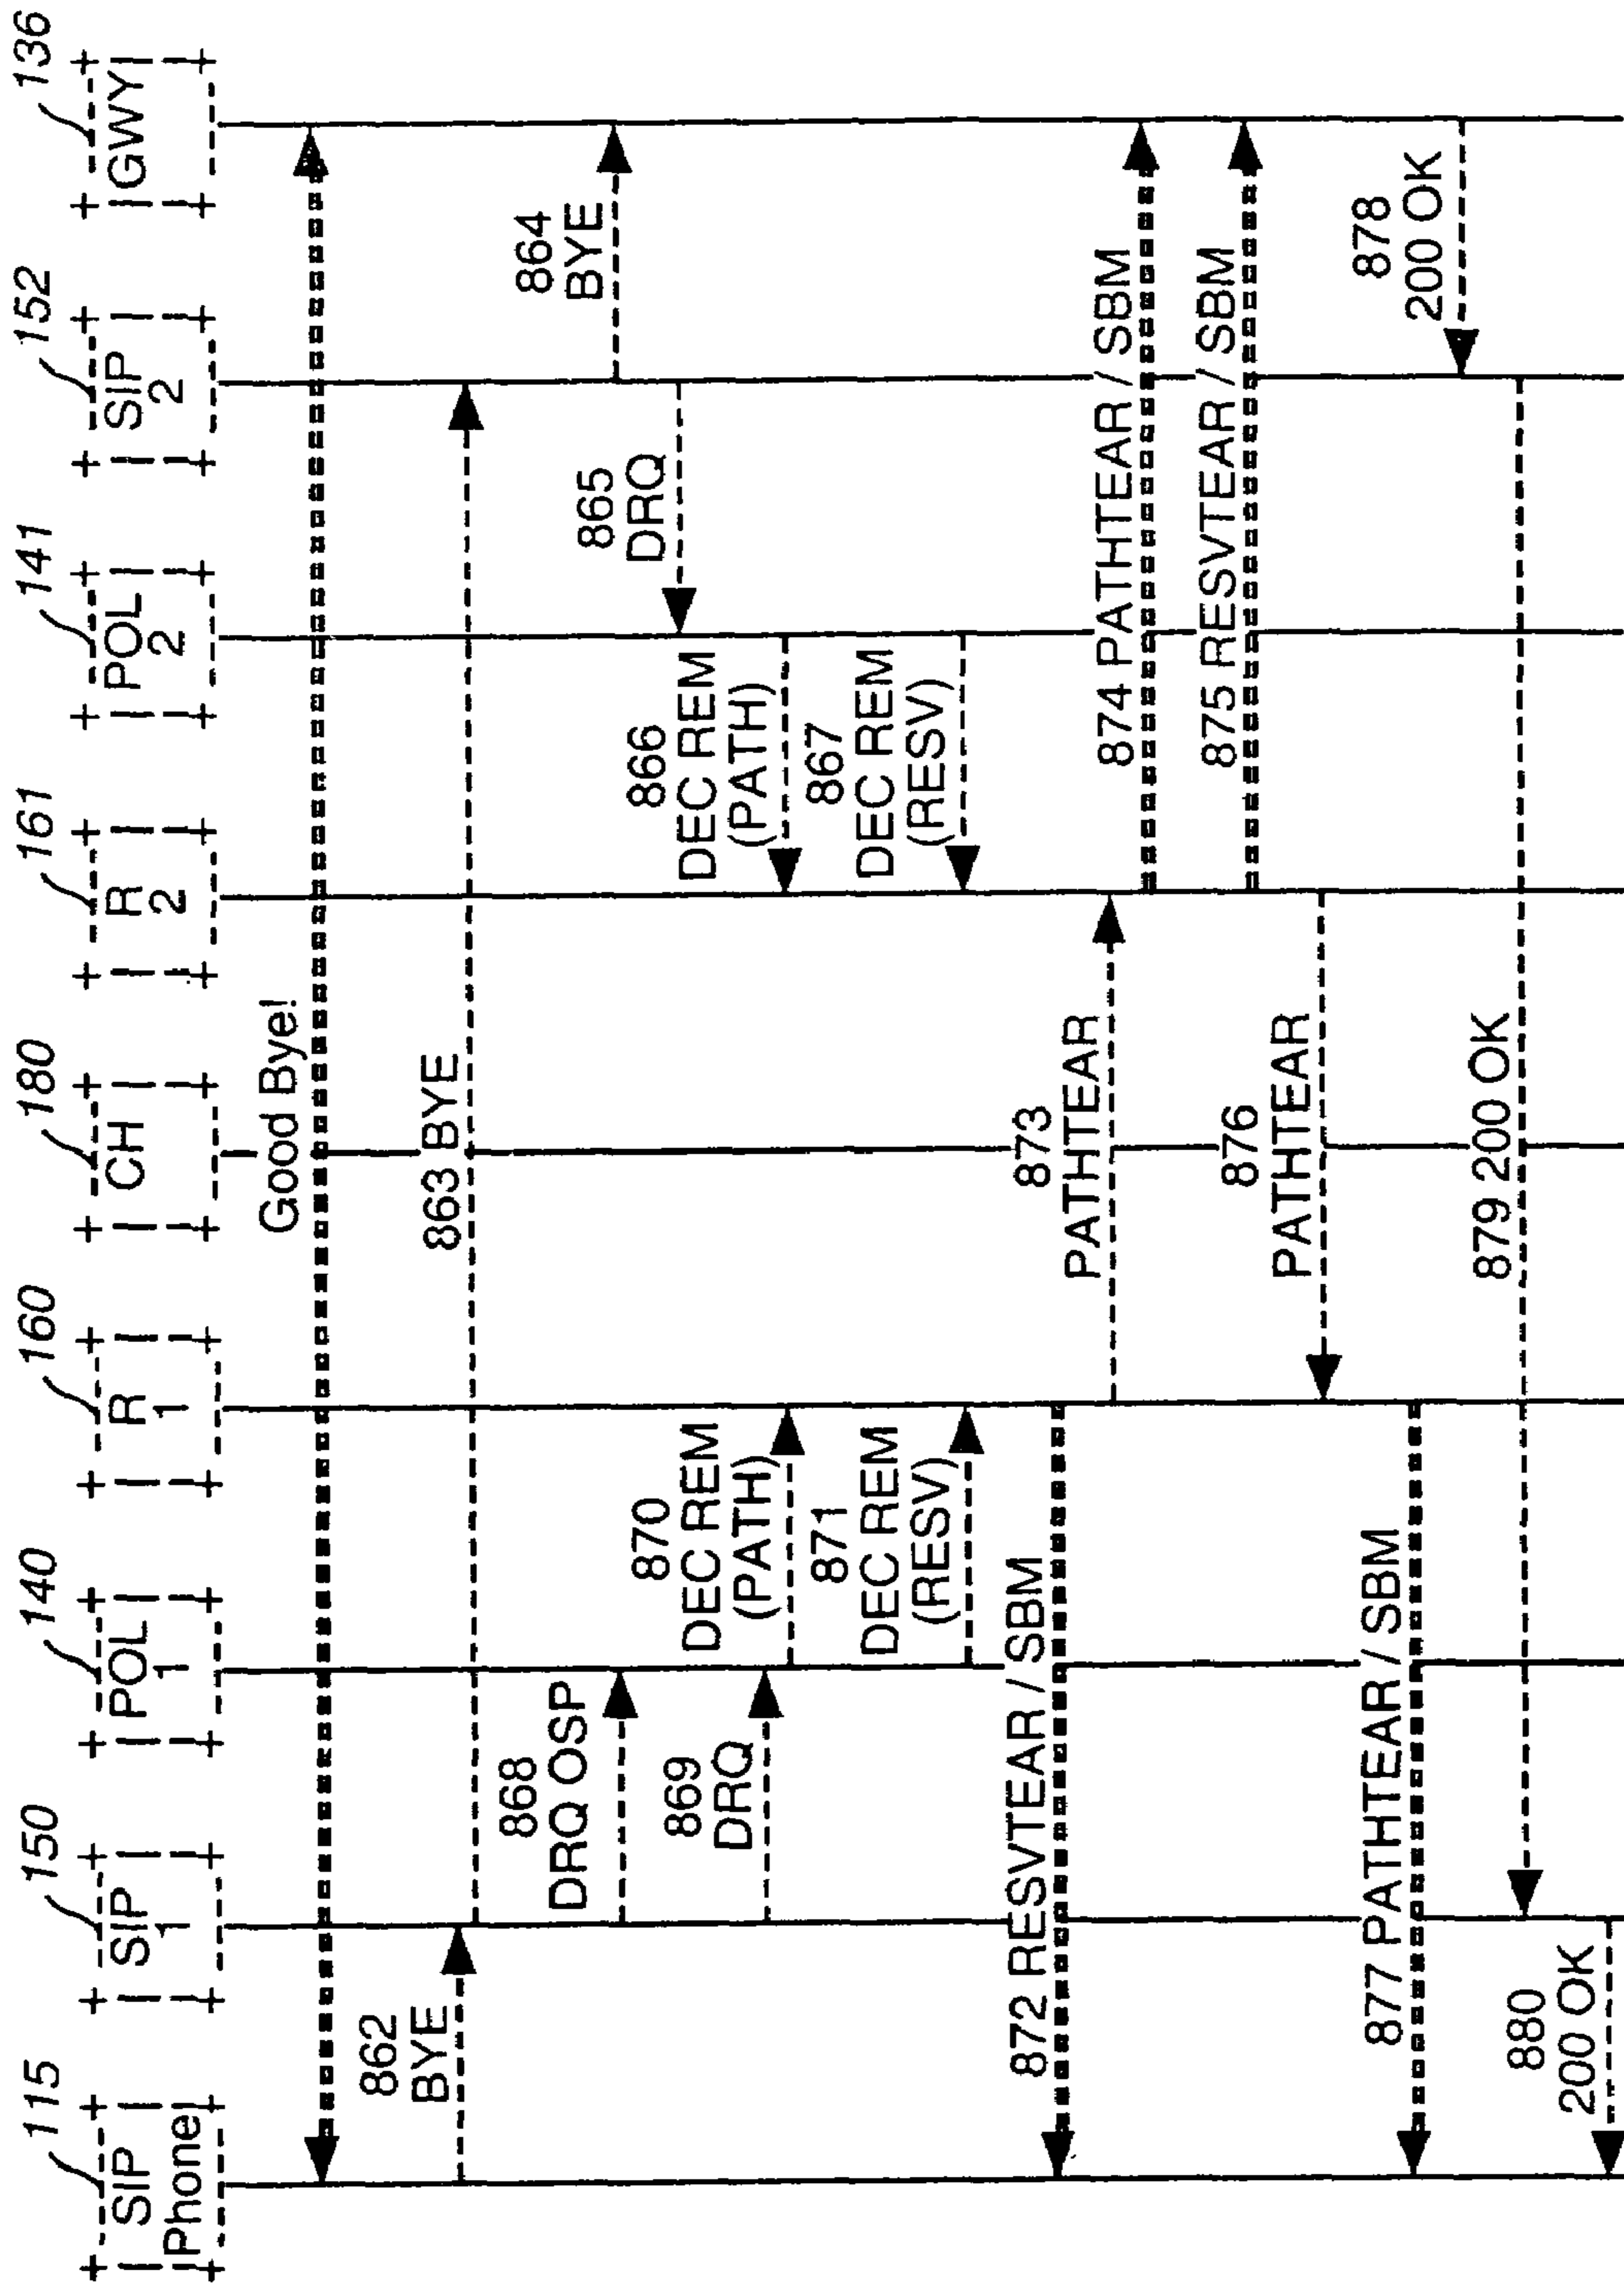 115
SIP
Phone
150
SIP
1
140
POL
1
160
R
1
180
CH
161
R
2
141
POL
2
152
SIP
2
136
GWY
Good Bye!
862
BYE
863 BYE
864
BYE
868
DRQ OSP
865
DRQ
869
DRQ
870
DEC REM
(PATH)
866
DEC REM
(PATH)
871
DEC REM
(RESV)
867
DEC REM
(RESV)
872 RESVTEAR / SBM
873
PATHTEAR
874 PATHTEAR / SBM
875 RESVTEAR / SBM
876
PATHTEAR
877 PATHTEAR / SBM
878
200 OK
879 200 OK
880
200 OK